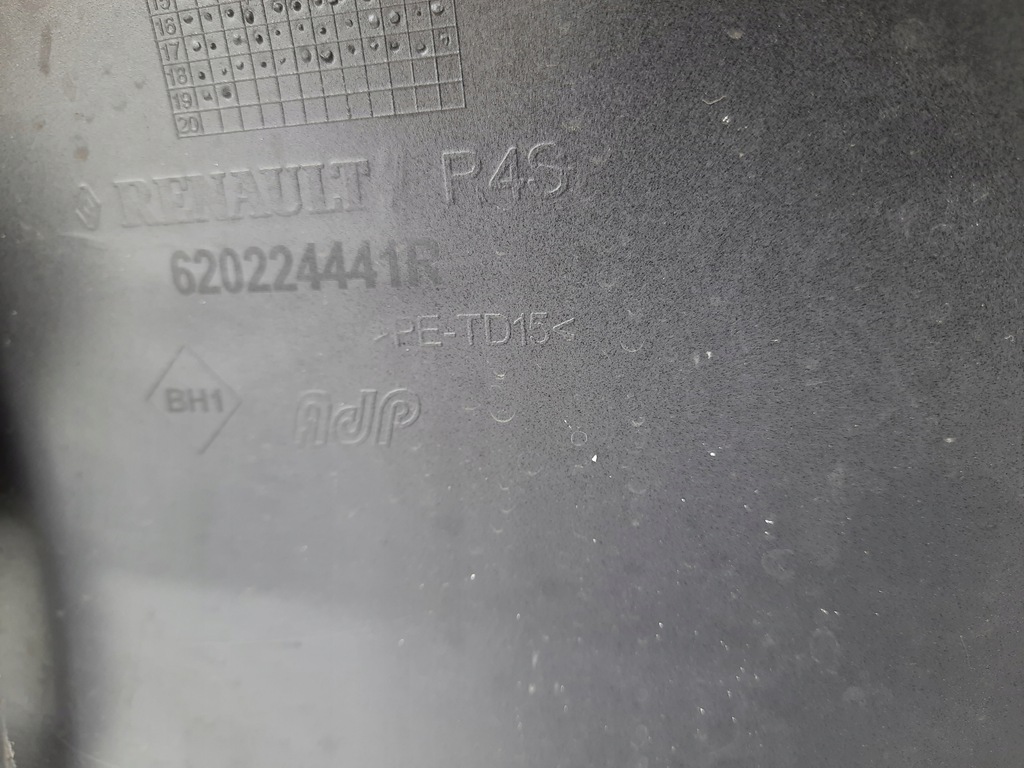 15
16
17
18
19
20
RENAULT P4S
620224441R
>PE-TD15<
BH1
AdP